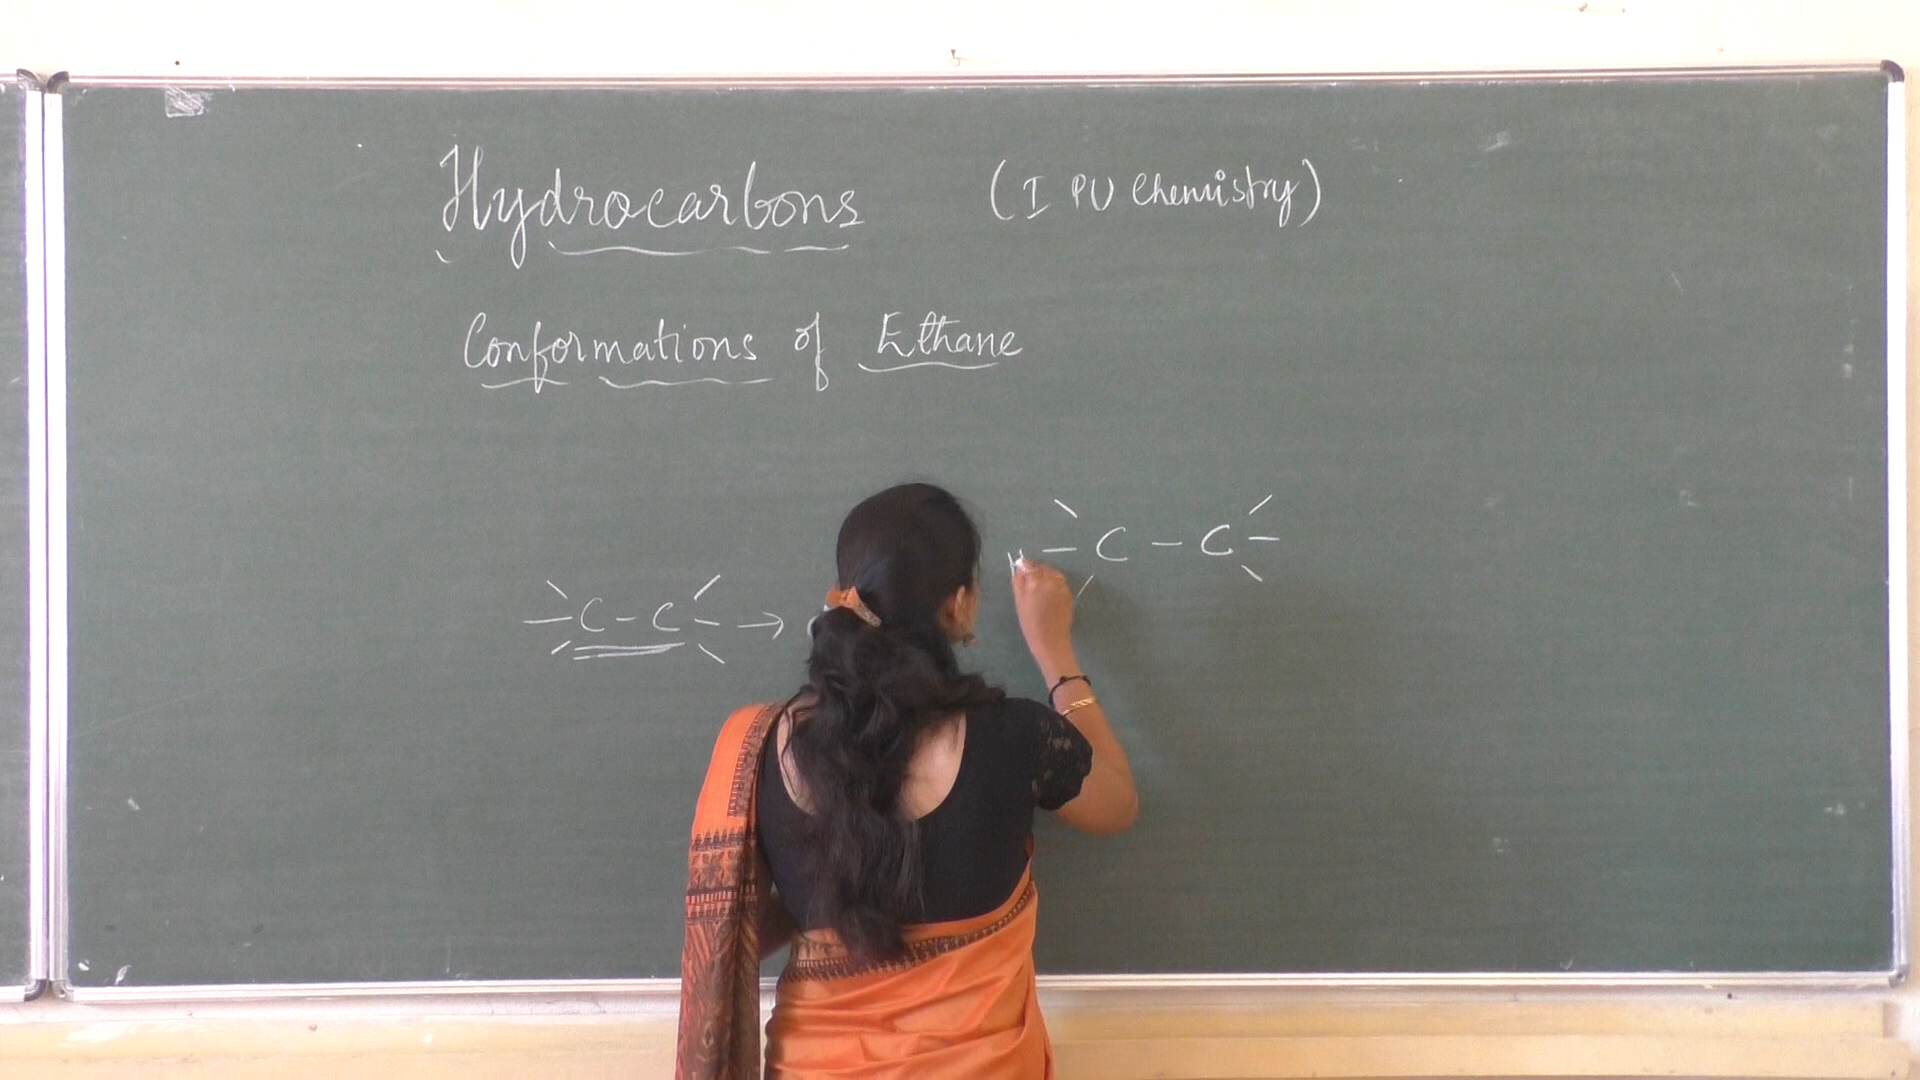 Hydrocarbons (I PU Chemistry)
Conformations of Ethane
C - C
C - C →
H